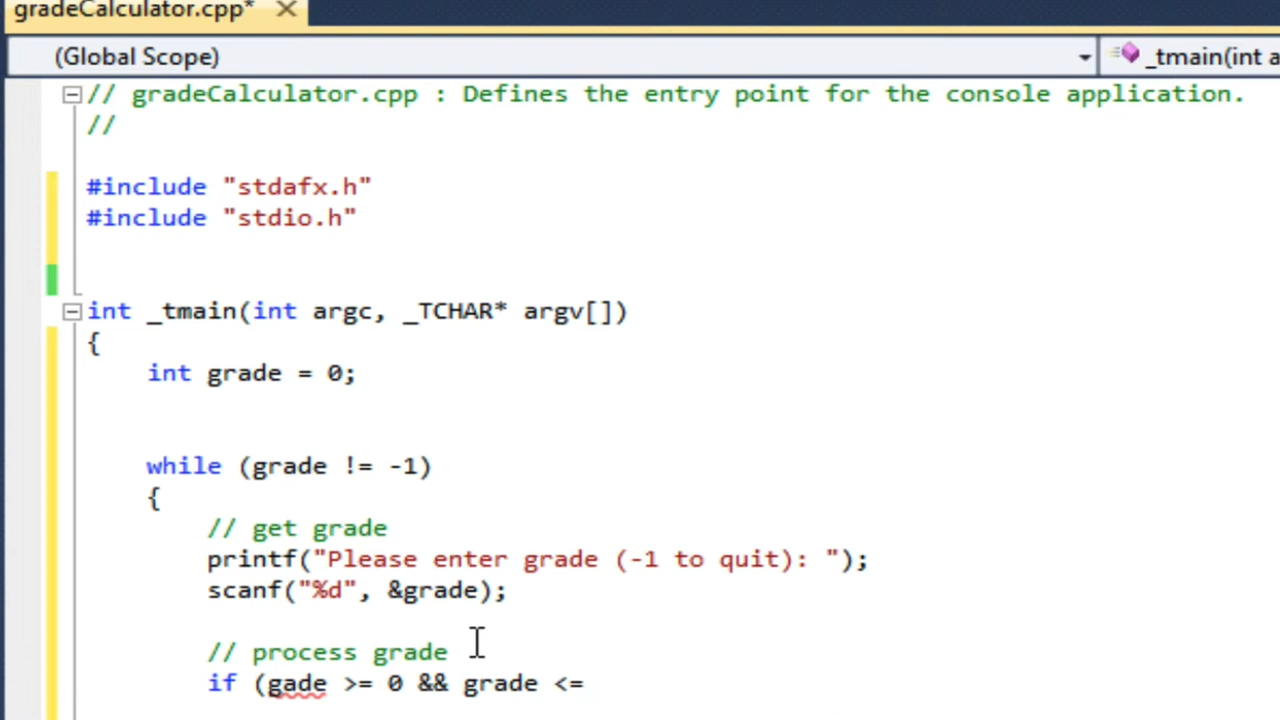 gradeCalculator.cpp*
(Global Scope) _tmain(int a
// gradeCalculator.cpp : Defines the entry point for the console application.
//
#include "stdafx.h"
#include "stdio.h"
int _tmain(int argc, _TCHAR* argv[])
{
int grade = 0;
while (grade != -1)
{
// get grade
printf("Please enter grade (-1 to quit): ");
scanf("%d", &grade);
// process grade
if (gade >= 0 && grade <=